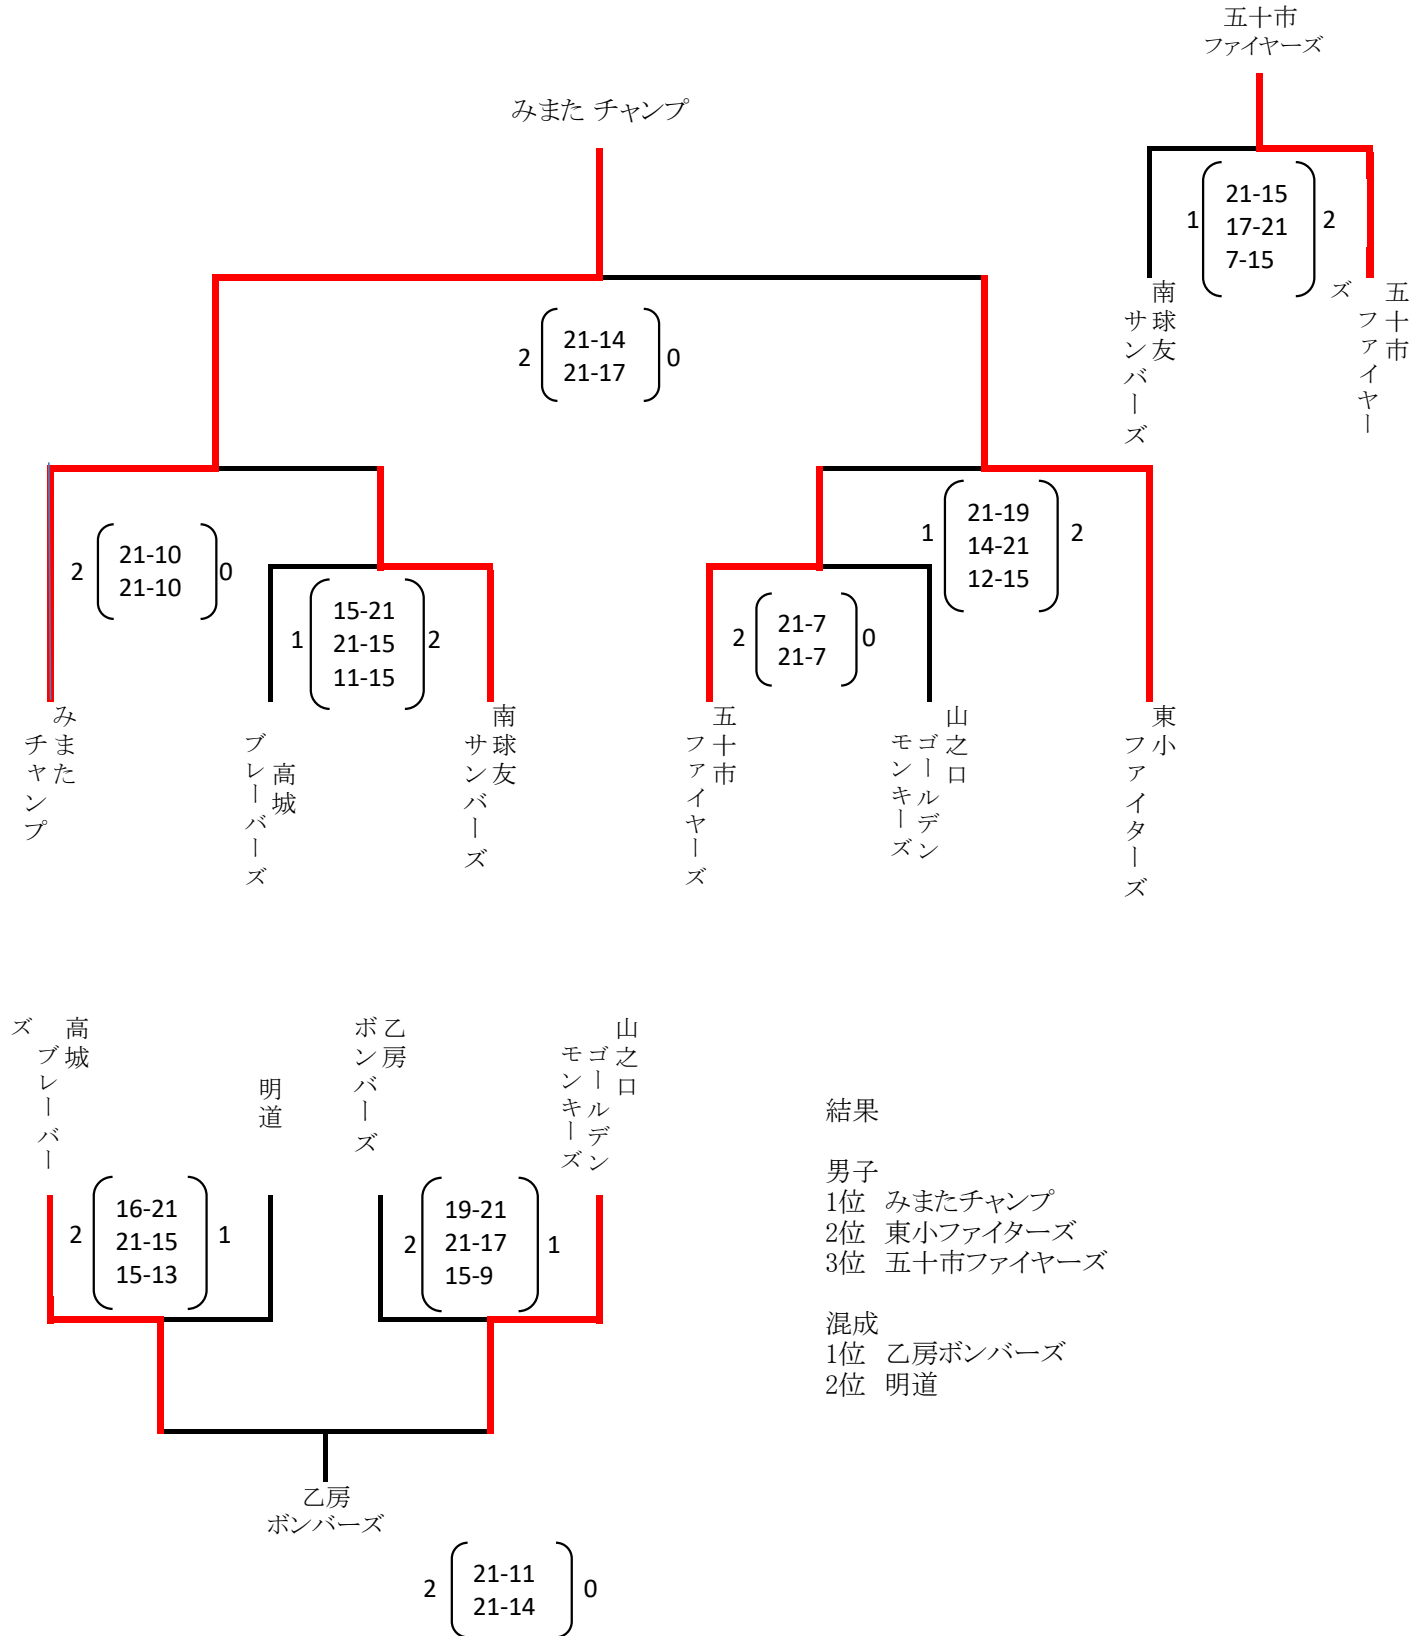 五十市
ファイヤーズ
みまた チャンプ
1
21-15
17-21
7-15
2
南球友
サンバーズ
五十市
ファイヤー
ズ
2
21-14
21-17
0
2
21-10
21-10
0
1
15-21
21-15
11-15
2
2
21-7
21-7
0
1
21-19
14-21
12-15
2
みまた
チャンプ
高城
ブレーバーズ
南球友
サンバーズ
五十市
ファイヤーズ
山之口
ゴールデン
モンキーズ
東小
ファイターズ
高城
ブレーバー
ズ
明道
乙房
ボンバーズ
山之口
ゴールデン
モンキーズ
2
16-21
21-15
15-13
1
2
19-21
21-17
15-9
1
乙房
ボンバーズ
2
21-11
21-14
0
結果
男子
1位 みまたチャンプ
2位 東小ファイターズ
3位 五十市ファイヤーズ
混成
1位 乙房ボンバーズ
2位 明道